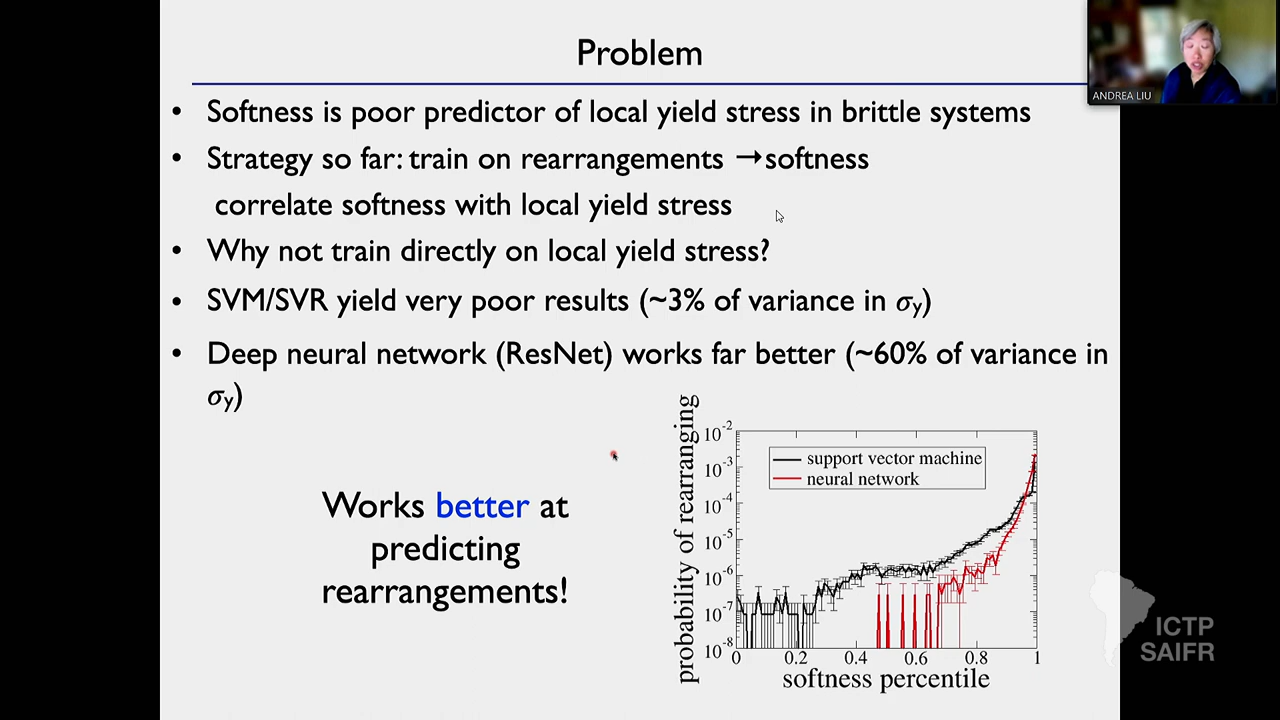 Problem
ANDREA LIU
• Softness is poor predictor of local yield stress in brittle systems
• Strategy so far: train on rearrangements →softness
correlate softness with local yield stress
• Why not train directly on local yield stress?
• SVM/SVR yield very poor results (~3% of variance in σy)
• Deep neural network (ResNet) works far better (~60% of variance in
σy)
Works better at
predicting
rearrangements!
probability of rearranging
10-2
10-3
10-4
10-5
10-6
10-7
10-8
support vector machine
neural network
0 0.2 0.4 0.6 0.8 1
softness percentile
ICTP
SAIFR